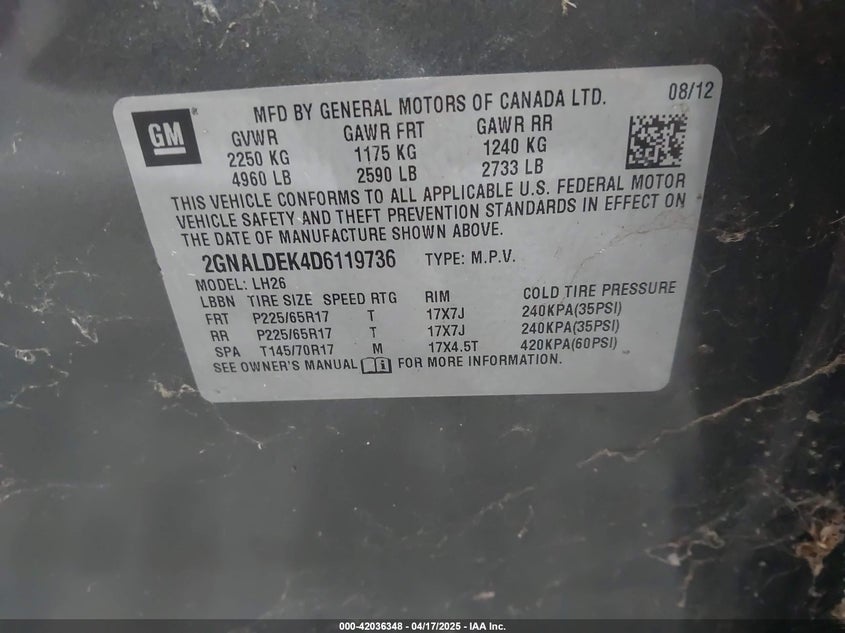 GM
MFD BY GENERAL MOTORS OF CANADA LTD.
08/12
GVWR GAWR FRT GAWR RR
2250 KG 1175 KG 1240 KG
4960 LB 2590 LB 2733 LB
THIS VEHICLE CONFORMS TO ALL APPLICABLE U.S. FEDERAL MOTOR
VEHICLE SAFETY AND THEFT PREVENTION STANDARDS IN EFFECT ON
THE DATE OF MANUFACTURE SHOWN ABOVE.
2GNALDEK4D6119736 TYPE: M.P.V.
MODEL: LH26
LBBN TIRE SIZE SPEED RTG RIM COLD TIRE PRESSURE
FRT P225/65R17 T 17X7J 240KPA(35PSI)
RR P225/65R17 T 17X7J 240KPA(35PSI)
SPA T145/70R17 M 17X4.5T 420KPA(60PSI)
SEE OWNER'S MANUAL FOR MORE INFORMATION.
000-42036348 - 04/17/2025 - IAA Inc.